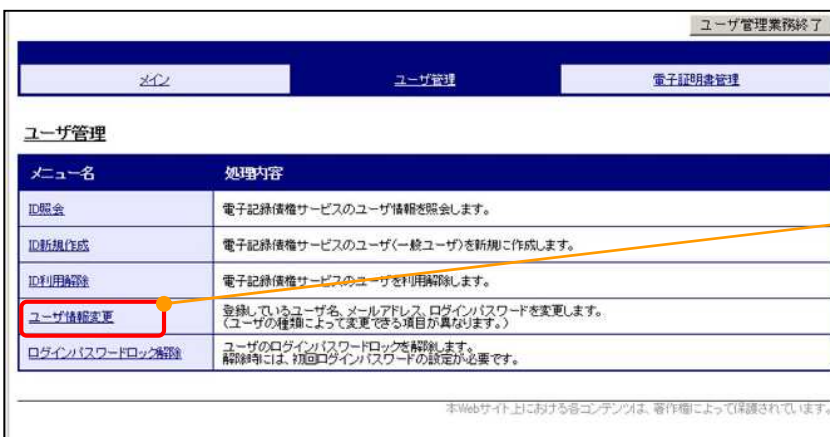 ユーザ管理業務終了
メイン ユーザ管理 電子証明書管理
ユーザ管理
メニュー名 処理内容
ID照会 電子記録債権サービスのユーザ情報を照会します。
ID新規作成 電子記録債権サービスのユーザ(一般ユーザ)を新規に作成します。
ID利用解除 電子記録債権サービスのユーザを利用解除します。
ユーザ情報変更 登録しているユーザ名、メールアドレス、ログインパスワードを変更します。
(ユーザの種類によって変更できる項目が異なります。)
ログインパスワードロック解除 ユーザのログインパスワードロックを解除します。
解除時には、初回ログインパスワードの設定が必要です。
本Webサイト上における各コンテンツは、著作権によって保護されています。